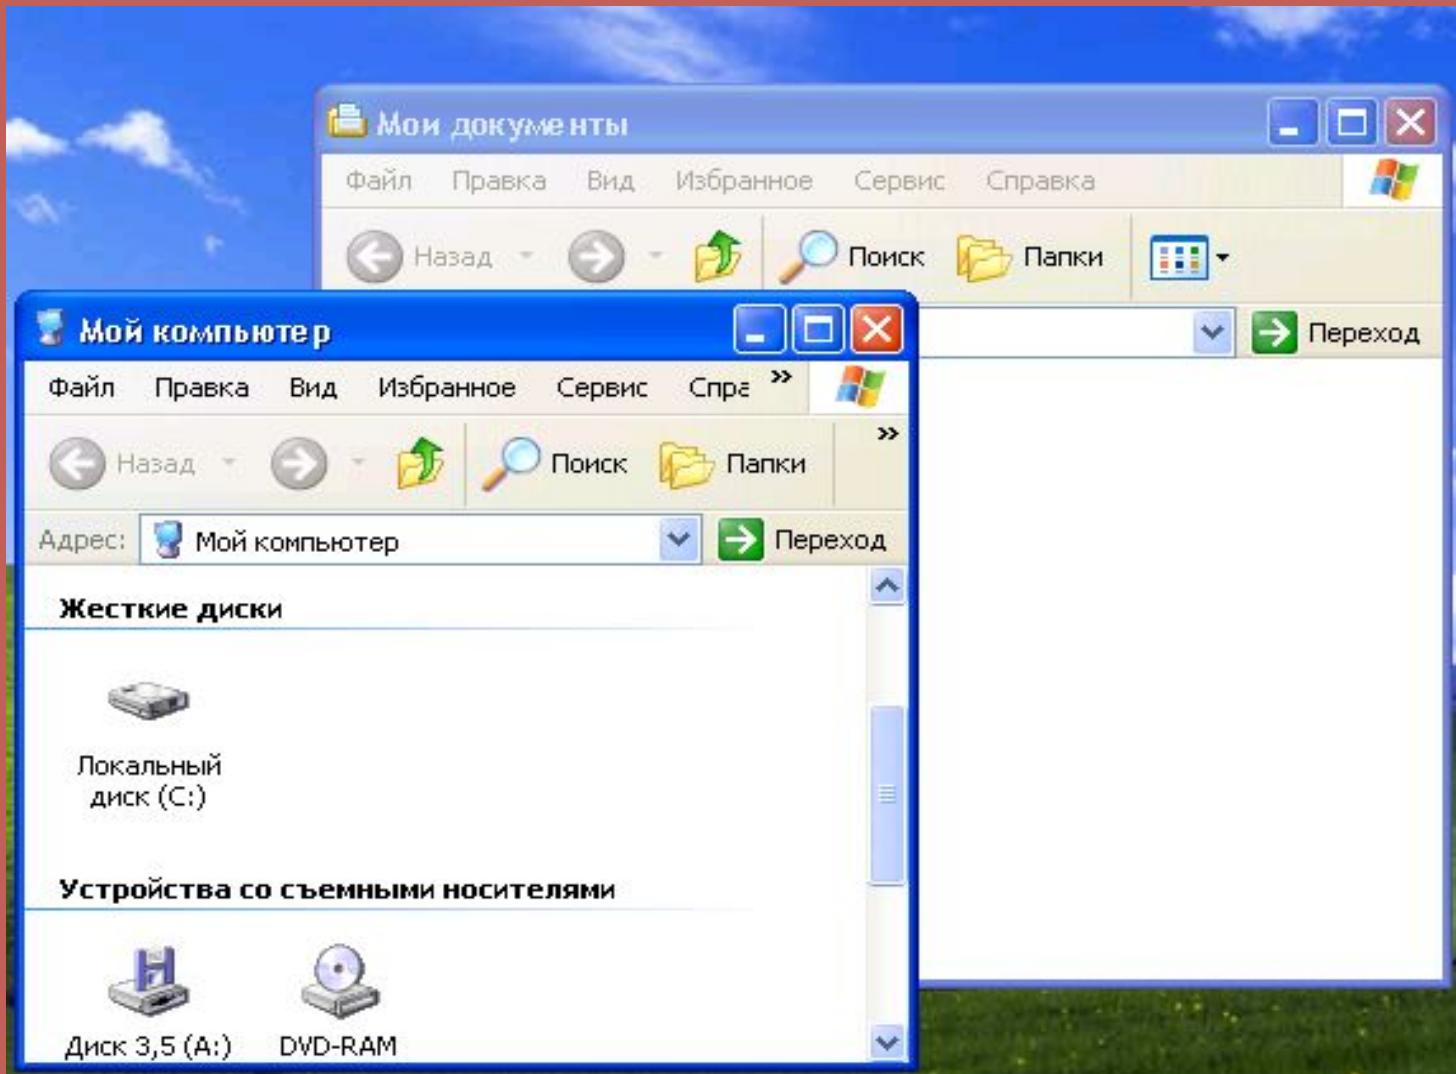 Мои документы
Файл Правка Вид Избранное Сервис Справка
Назад Поиск Папки
Переход
Мой компьютер
Файл Правка Вид Избранное Сервис Спра »
Назад Поиск Папки »
Адрес: Мой компьютер Переход
Жесткие диски
Локальный
диск (C:)
Устройства со съемными носителями
Диск 3,5 (A:) DVD-RAM